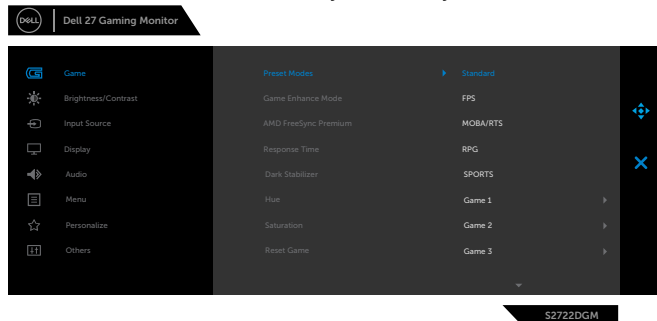 DELL Dell 27 Gaming Monitor
Game Preset Modes Standard
Brightness/Contrast Game Enhance Mode FPS
Input Source AMD FreeSync Premium MOBA/RTS
Display Response Time RPG
Audio Dark Stabilizer SPORTS
Menu Hue Game 1
Personalize Saturation Game 2
Others Reset Game Game 3
S2722DGM